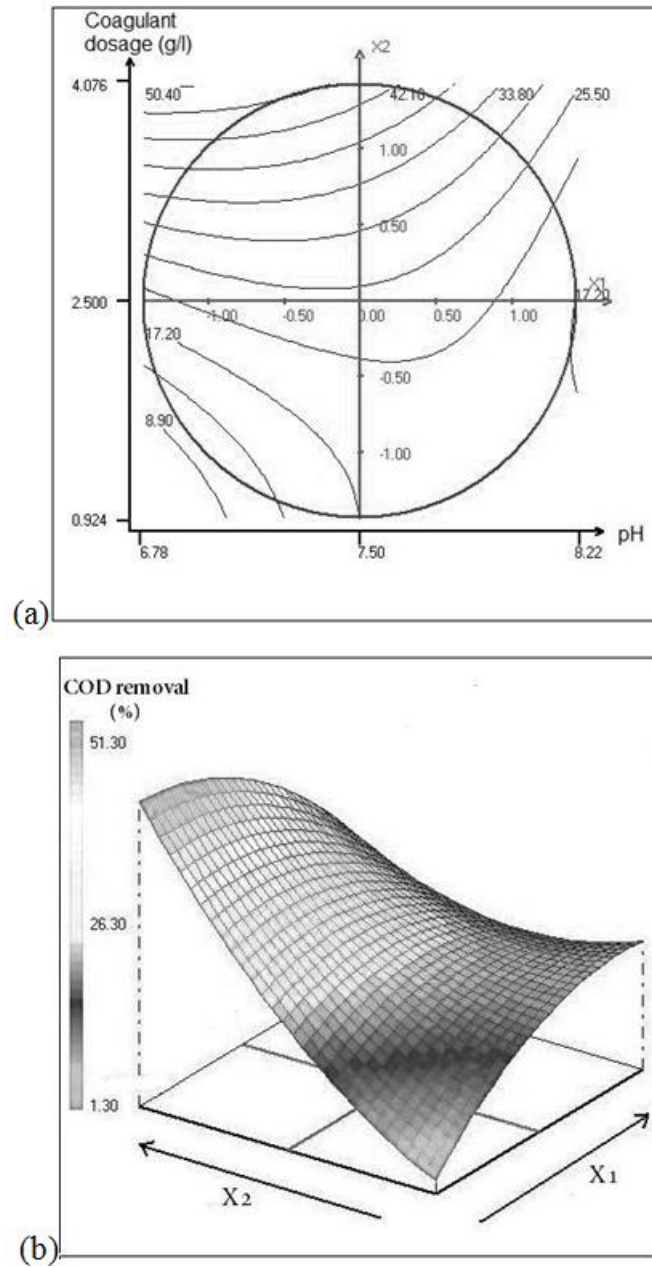 Coagulant
dosage (g/l)
X2
4.076
50.40
42.10
33.80
25.50
1.00
0.50
X1
2.500
-1.00
-0.50
0.00
0.50
1.00
17.20
17.20
-0.50
8.90
-1.00
0.924
pH
6.78
7.50
8.22
(a)
COD removal
(%)
51.30
26.30
1.30
X2
X1
(b)